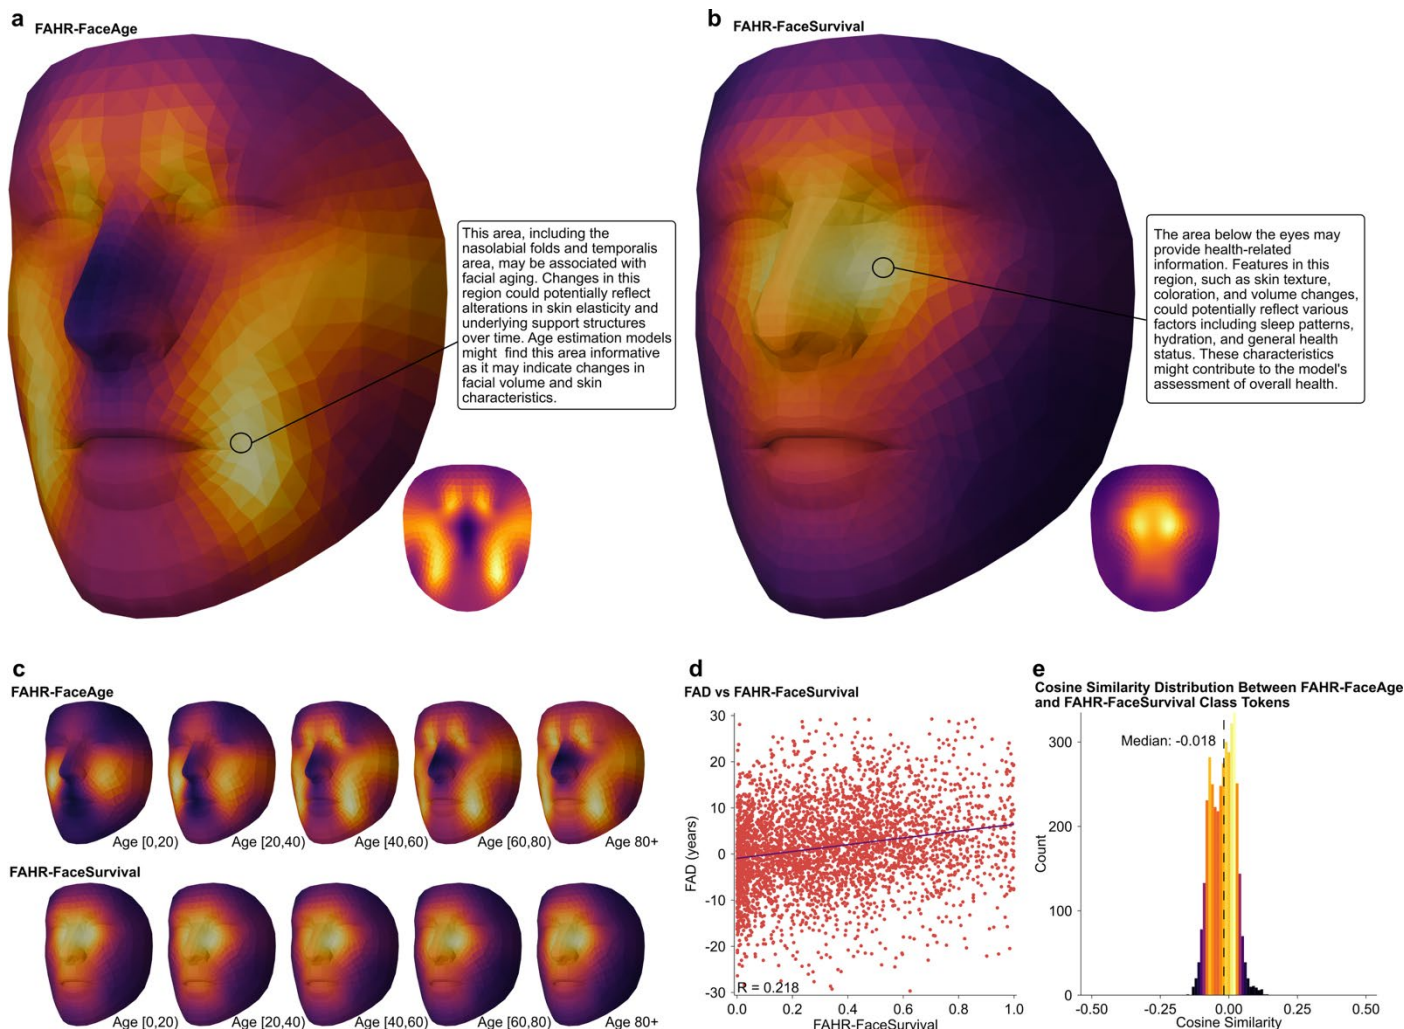 a
FAHR-FaceAge
b
FAHR-FaceSurvival
This area, including the
nasolabial folds and temporalis
area, may be associated with
facial aging. Changes in this
region could potentially reflect
alterations in skin elasticity and
underlying support structures
over time. Age estimation models
might find this area informative
as it may indicate changes in
facial volume and skin
characteristics.
The area below the eyes may
provide health-related
information. Features in this
region, such as skin texture,
coloration, and volume changes,
could potentially reflect various
factors including sleep patterns,
hydration, and general health
status. These characteristics
might contribute to the model's
assessment of overall health.
c
FAHR-FaceAge
Age [0,20)
Age [20,40)
Age [40,60)
Age [60,80)
Age 80+
FAHR-FaceSurvival
Age [0,20)
Age [20,40)
Age [40,60)
Age [60,80)
Age 80+
d
FAD vs FAHR-FaceSurvival
FAD (years)
30
20
10
0
-10
-20
-30
R = 0.218
0.0
0.2
0.4
0.6
0.8
1.0
FAHR-FaceSurvival
e
Cosine Similarity Distribution Between FAHR-FaceAge
and FAHR-FaceSurvival Class Tokens
Median: -0.018
Count
300
200
100
0
-0.50
-0.25
0.00
0.25
0.50
Cosine Similarity